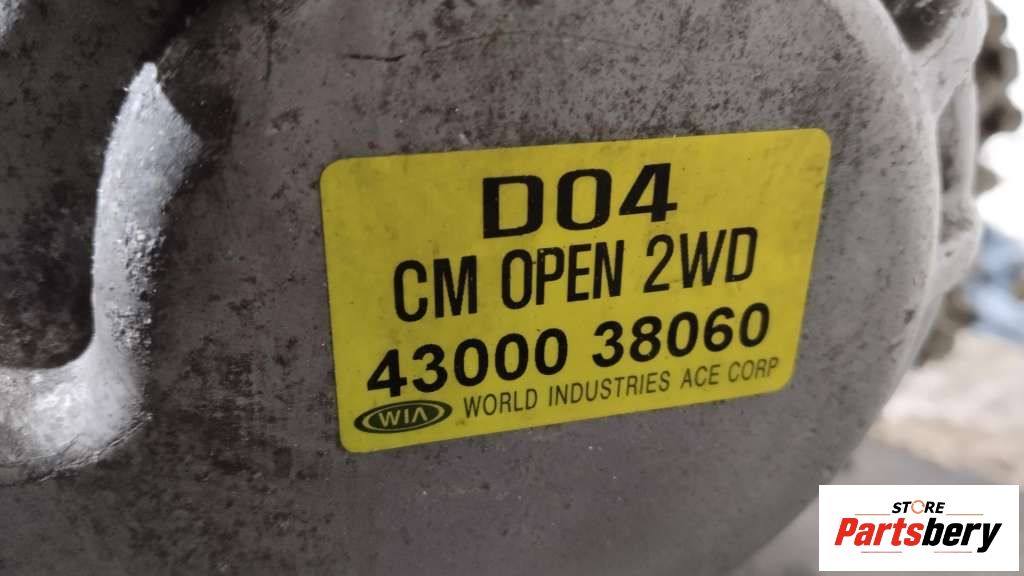 D04
CM OPEN 2WD
43000 38060
WIA WORLD INDUSTRIES ACE CORP
STORE
Partsbery